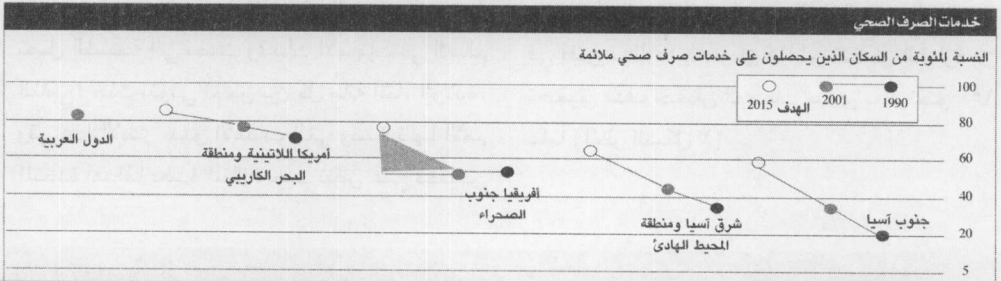 خدمات الصرف الصحي
النسبة المئوية من السكان الذين يحصلون على خدمات صرف صحي ملائمة
1990
2001
الهدف 2015
100
80
60
40
20
5
الدول العربية
أمريكا اللاتينية ومنطقة
البحر الكاريبي
أفريقيا جنوب
الصحراء
شرق آسيا ومنطقة
المحيط الهادئ
جنوب آسيا